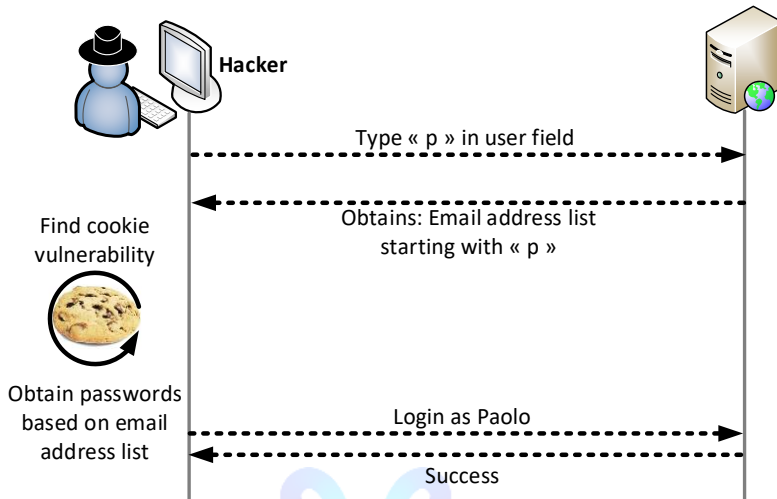 Hacker
Type « p » in user field
Obtains: Email address list
starting with « p »
Find cookie
vulnerability
Obtain passwords
based on email
address list
Login as Paolo
Success